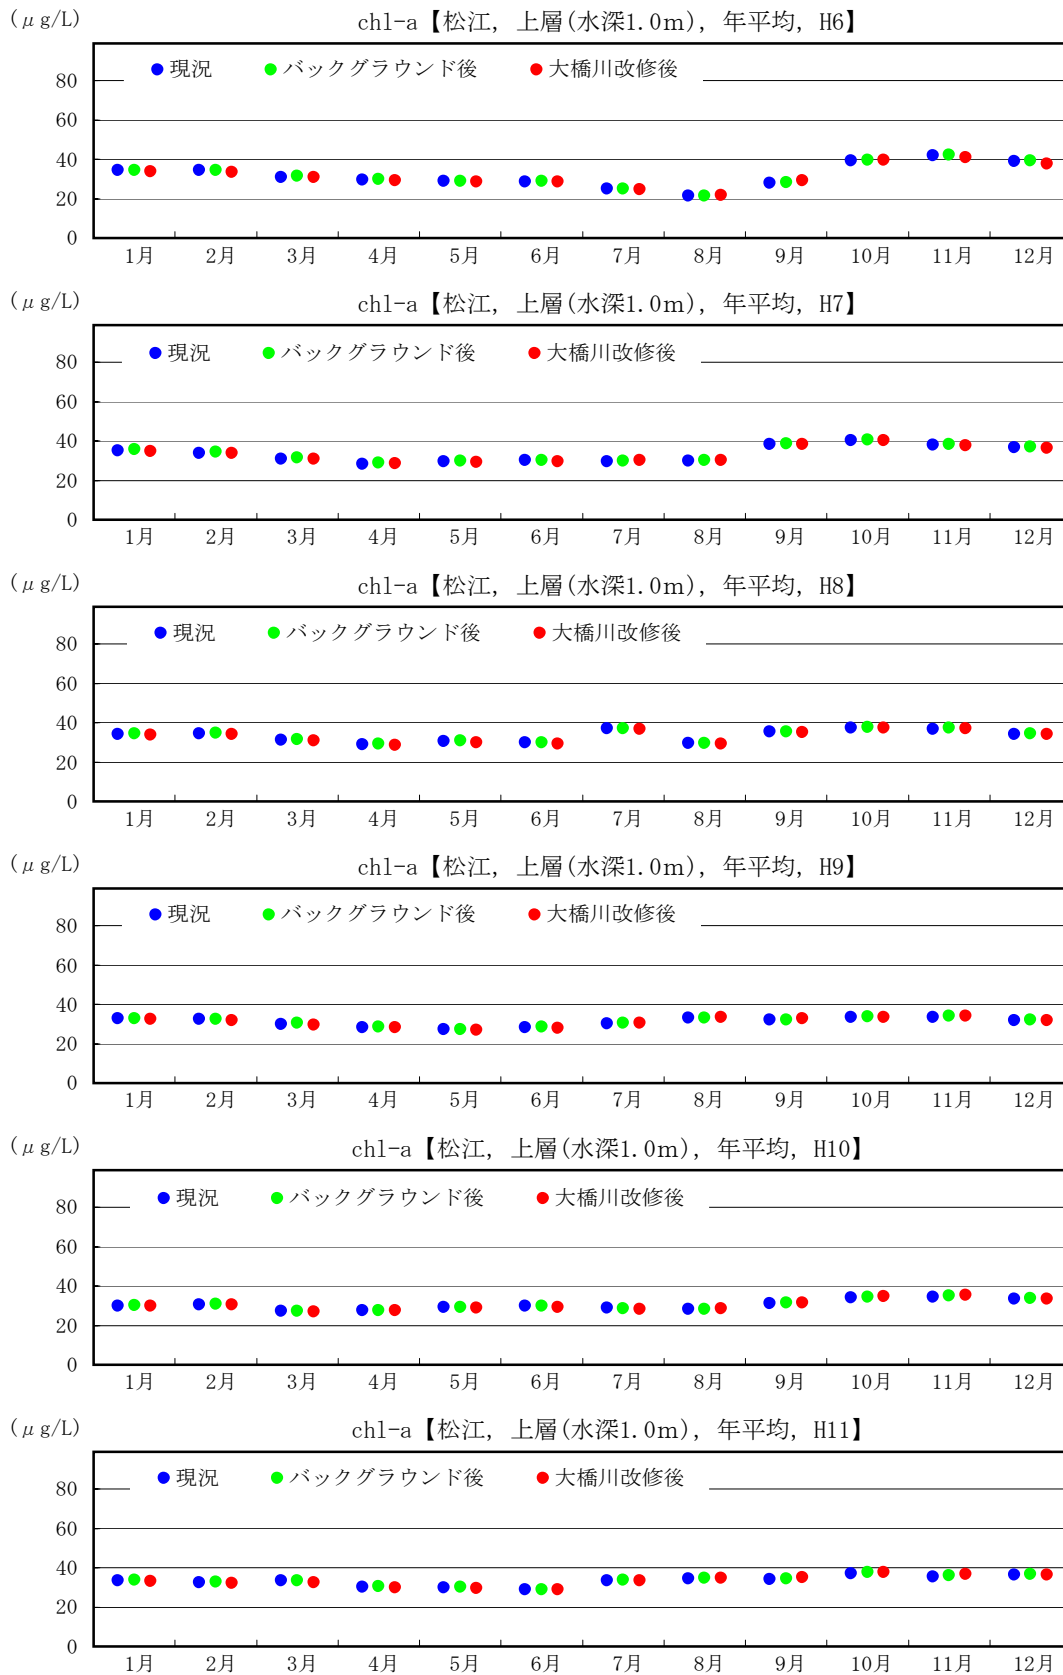 (μg/L) chl-a【松江, 上層(水深1.0m), 年平均, H6】
現況 バックグラウンド後 大橋川改修後
80
60
40
20
0
1月 2月 3月 4月 5月 6月 7月 8月 9月 10月 11月 12月
(μg/L) chl-a【松江, 上層(水深1.0m), 年平均, H7】
現況 バックグラウンド後 大橋川改修後
80
60
40
20
0
1月 2月 3月 4月 5月 6月 7月 8月 9月 10月 11月 12月
(μg/L) chl-a【松江, 上層(水深1.0m), 年平均, H8】
現況 バックグラウンド後 大橋川改修後
80
60
40
20
0
1月 2月 3月 4月 5月 6月 7月 8月 9月 10月 11月 12月
(μg/L) chl-a【松江, 上層(水深1.0m), 年平均, H9】
現況 バックグラウンド後 大橋川改修後
80
60
40
20
0
1月 2月 3月 4月 5月 6月 7月 8月 9月 10月 11月 12月
(μg/L) chl-a【松江, 上層(水深1.0m), 年平均, H10】
現況 バックグラウンド後 大橋川改修後
80
60
40
20
0
1月 2月 3月 4月 5月 6月 7月 8月 9月 10月 11月 12月
(μg/L) chl-a【松江, 上層(水深1.0m), 年平均, H11】
現況 バックグラウンド後 大橋川改修後
80
60
40
20
0
1月 2月 3月 4月 5月 6月 7月 8月 9月 10月 11月 12月